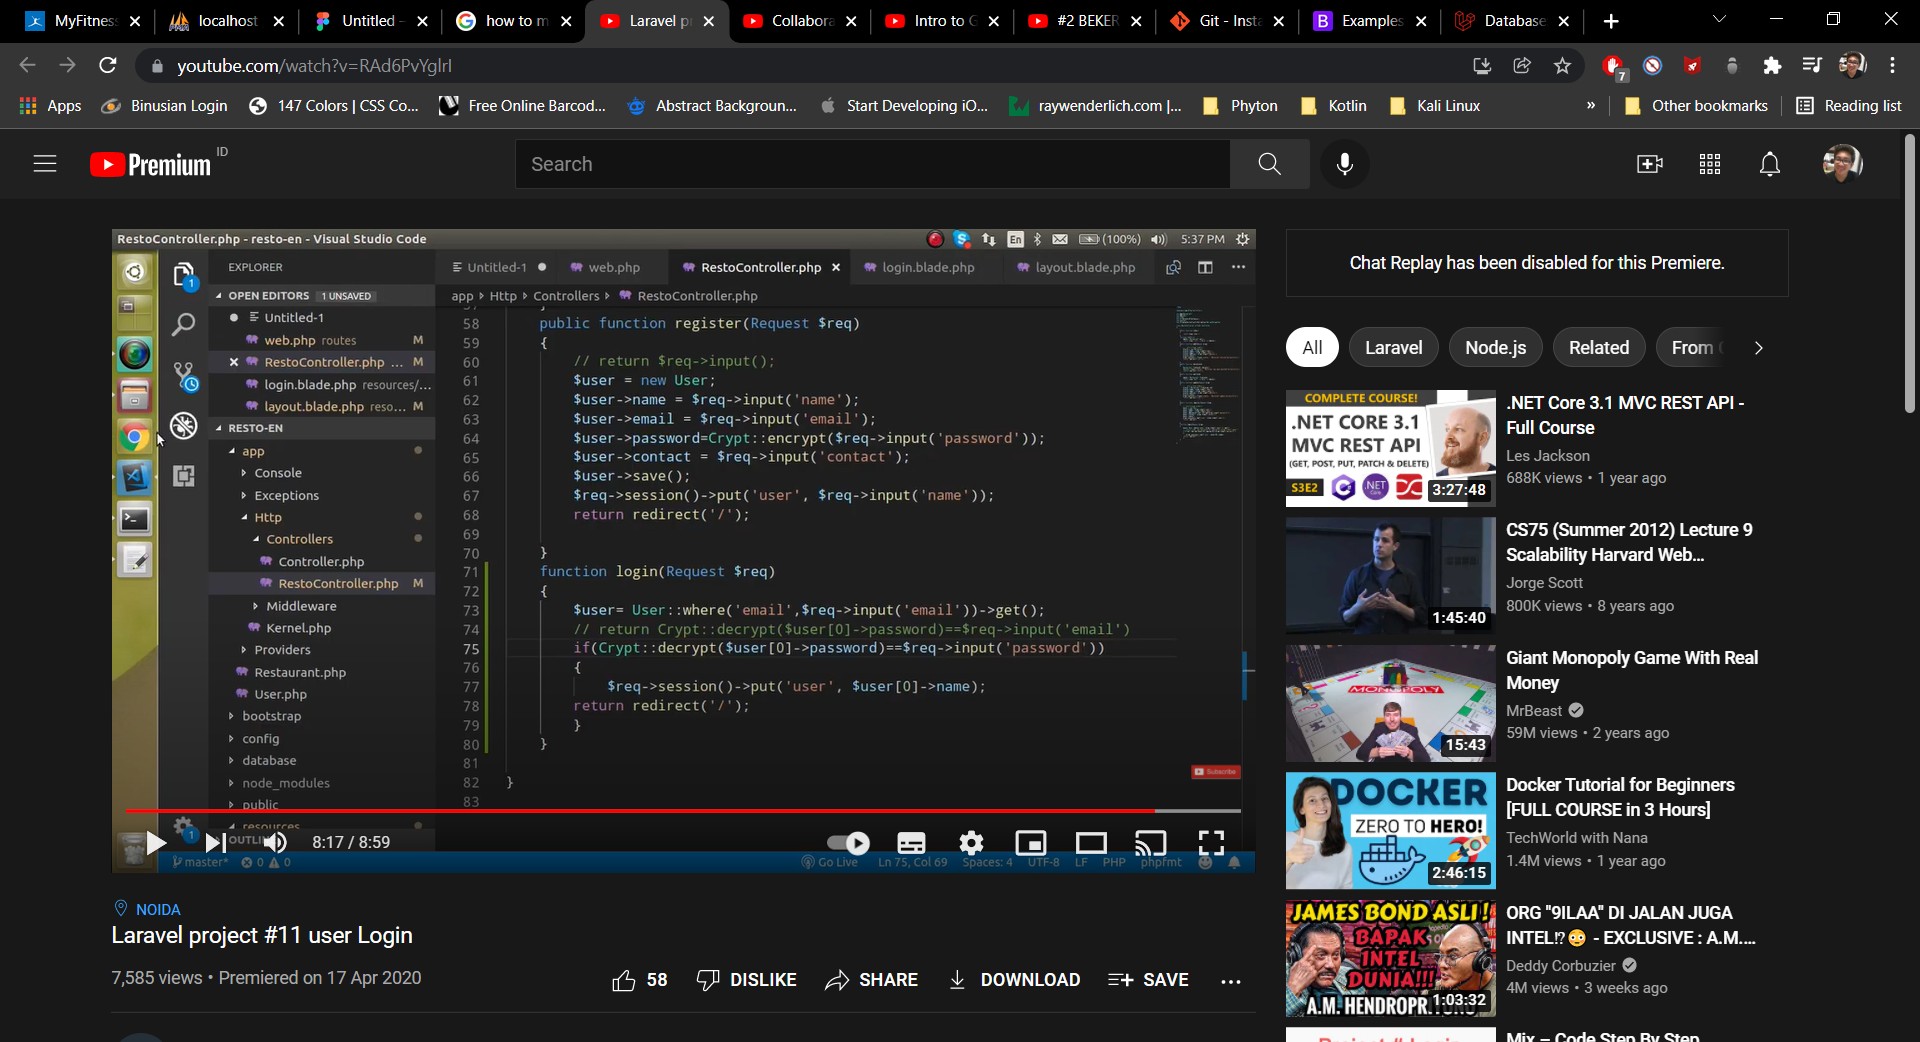 MyFitness
localhost
Untitled -
how to m
Laravel p
Collabora
Intro to G
#2 BEKER
Git - Insta
Examples
Database
youtube.com/watch?v=RAd6PvYglrI
7
Apps
Binusian Login
147 Colors | CSS Co...
Free Online Barcod...
Abstract Backgroun...
Start Developing iO...
raywenderlich.com |...
Phyton
Kotlin
Kali Linux
»
Other bookmarks
Reading list
Premium ID
Search
RestoController.php - resto-en - Visual Studio Code
En
(100%)
5:37 PM
EXPLORER
Untitled-1
web.php
RestoController.php
login.blade.php
layout.blade.php
OPEN EDITORS 1 UNSAVED
Untitled-1
web.php routes M
RestoController.php ... M
login.blade.php resources/...
layout.blade.php reso... M
RESTO-EN
app
Console
Exceptions
Http
Controllers
Controller.php
RestoController.php M
Middleware
Kernel.php
Providers
Restaurant.php
User.php
bootstrap
config
database
node_modules
public
resources
OUTLI
app Http Controllers RestoController.php
58 public function register(Request $req)
59 {
60 // return $req->input();
61 $user = new User;
62 $user->name = $req->input('name');
63 $user->email = $req->input('email');
64 $user->password=Crypt::encrypt($req->input('password'));
65 $user->contact = $req->input('contact');
66 $user->save();
67 $req->session()->put('user', $req->input('name'));
68 return redirect('/');
69
70 }
71 function login(Request $req)
72 {
73 $user= User::where('email',$req->input('email'))->get();
74 // return Crypt::decrypt($user[0]->password)==$req->input('email')
75 if(Crypt::decrypt($user[0]->password)==$req->input('password'))
76 {
77 $req->session()->put('user', $user[0]->name);
78 return redirect('/');
79 }
80 }
81
82 }
83
Subscribe
8:17 / 8:59
master* 0 0
Go Live Ln 75, Col 69 Spaces: 4 UTF-8 LF PHP phpfmt
NOIDA
Laravel project #11 user Login
7,585 views • Premiered on 17 Apr 2020
58
DISLIKE
SHARE
DOWNLOAD
SAVE
Chat Replay has been disabled for this Premiere.
All
Laravel
Node.js
Related
From
COMPLETE COURSE!
.NET CORE 3.1
MVC REST API
(GET, POST, PUT, PATCH & DELETE)
S3E2
.NET
3:27:48
.NET Core 3.1 MVC REST API -
Full Course
Les Jackson
688K views • 1 year ago
1:45:40
CS75 (Summer 2012) Lecture 9
Scalability Harvard Web...
Jorge Scott
800K views • 8 years ago
MONOPOLY
15:43
Giant Monopoly Game With Real
Money
MrBeast
59M views • 2 years ago
DOCKER
ZERO TO HERO!
2:46:15
Docker Tutorial for Beginners
[FULL COURSE in 3 Hours]
TechWorld with Nana
1.4M views • 1 year ago
JAMES BOND ASLI!
BAPAK
INTEL
DUNIA!!!
A.M. HENDROPR
1:03:32
ORG "9ILAA" DI JALAN JUGA
INTEL⁉️😳 - EXCLUSIVE : A.M....
Deddy Corbuzier
4M views • 3 weeks ago
Mix – Code Step By Step